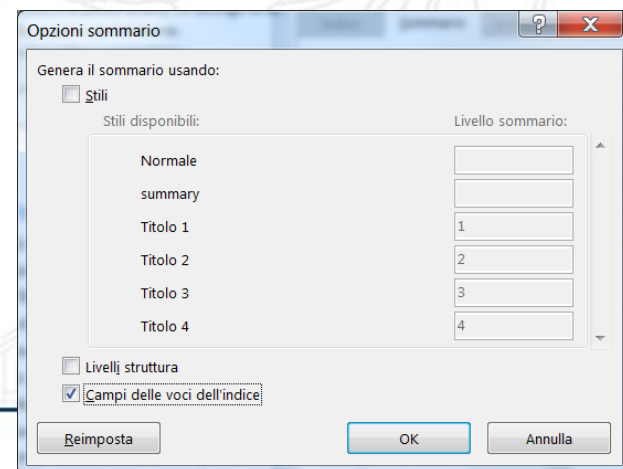 Opzioni sommario
Genera il sommario usando:
Stili
Stili disponibili: Livello sommario:
Normale
summary
Titolo 1 1
Titolo 2 2
Titolo 3 3
Titolo 4 4
Livelli struttura
Campi delle voci dell'indice
Reimposta OK Annulla